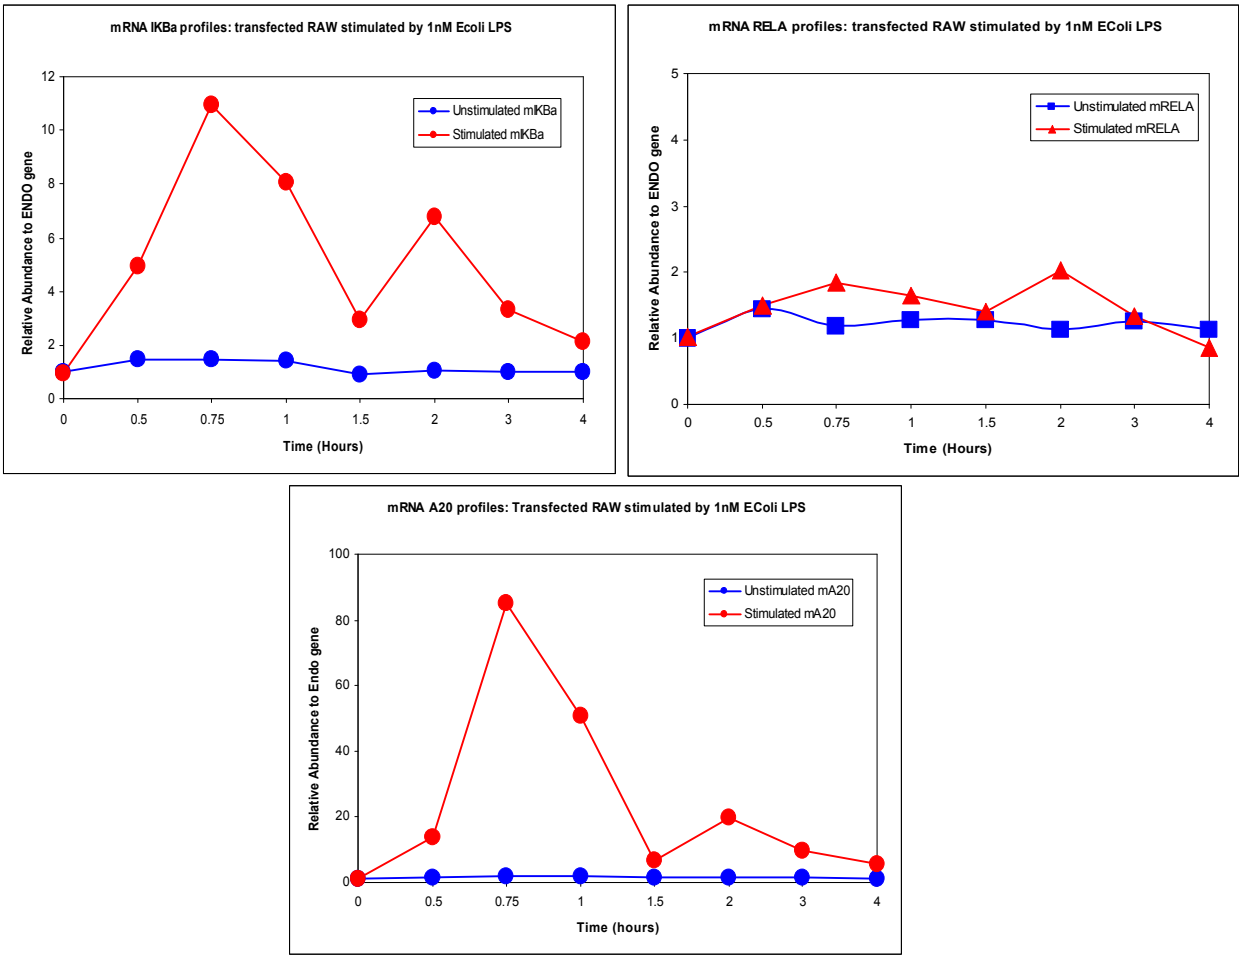 mRNA IKBa profiles: transfected RAW stimulated by 1nM Ecoli LPS
Relative Abundance to ENDO gene
12
10
8
6
4
2
0
Unstimulated mIKBa
Stimulated mIKBa
0 0.5 0.75 1 1.5 2 3 4
Time (Hours)
mRNA RELA profiles: transfected RAW stimulated by 1nM EColi LPS
Relative Abundance to ENDO gene
5
4
3
2
1
0
Unstimulated mRELA
Stimulated mRELA
0 0.5 0.75 1 1.5 2 3 4
Time (Hours)
mRNA A20 profiles: Transfected RAW stimulated by 1nM EColi LPS
Relative Abundance to Endo gene
100
80
60
40
20
0
Unstimulated mA20
Stimulated mA20
0 0.5 0.75 1 1.5 2 3 4
Time (hours)